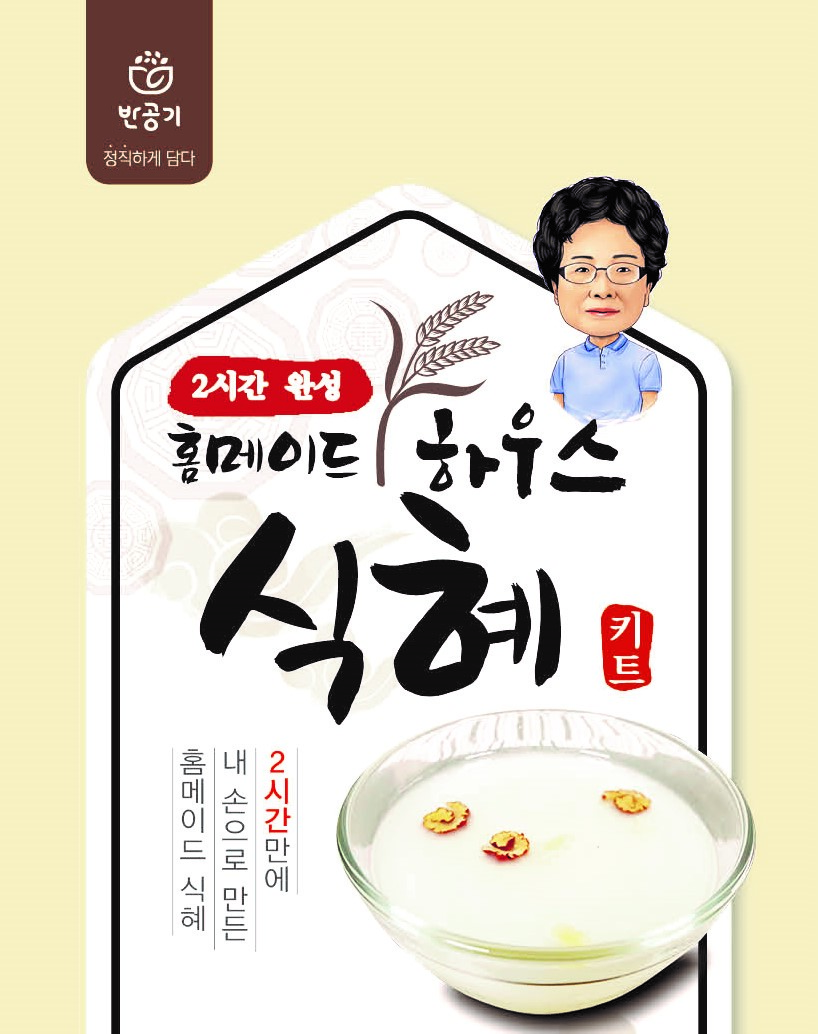 반공기
정직하게 담다
2시간 완성
홈메이드 하우스
식혜
키트
2시간만에
내 손으로 만든
홈메이드 식혜